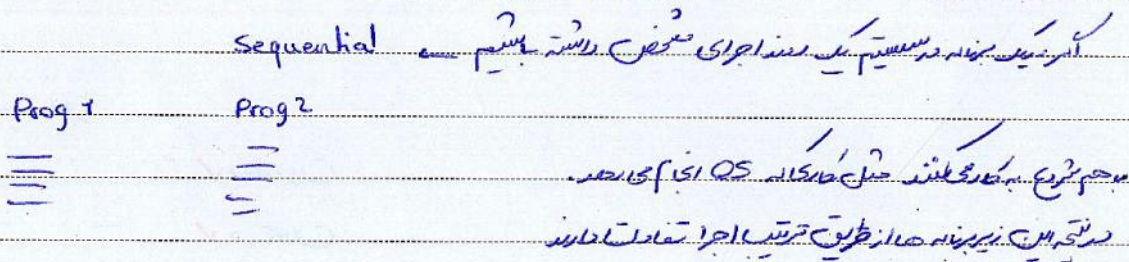 اگر یک برنامه در سیستم یک روند اجرای مشخص داشته باشیم ← sequential
Prog 1 Prog 2
با هم شروع به کار می‌کنند مثل کاری که OS انجام می‌دهد.
در نتیجه این زیربرنامه ها از طریق ترتیب اجرا تفاوت دارند